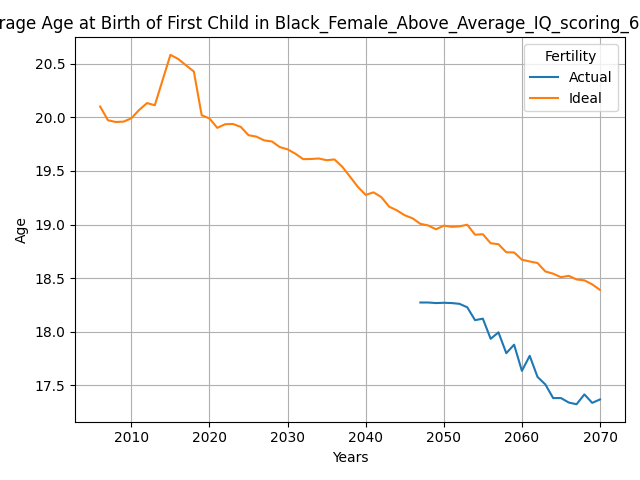 rage Age at Birth of First Child in Black_Female_Above_Average_IQ_scoring_6
Fertility
Actual
Ideal
20.5
20.0
19.5
19.0
18.5
18.0
17.5
Age
2010 2020 2030 2040 2050 2060 2070
Years